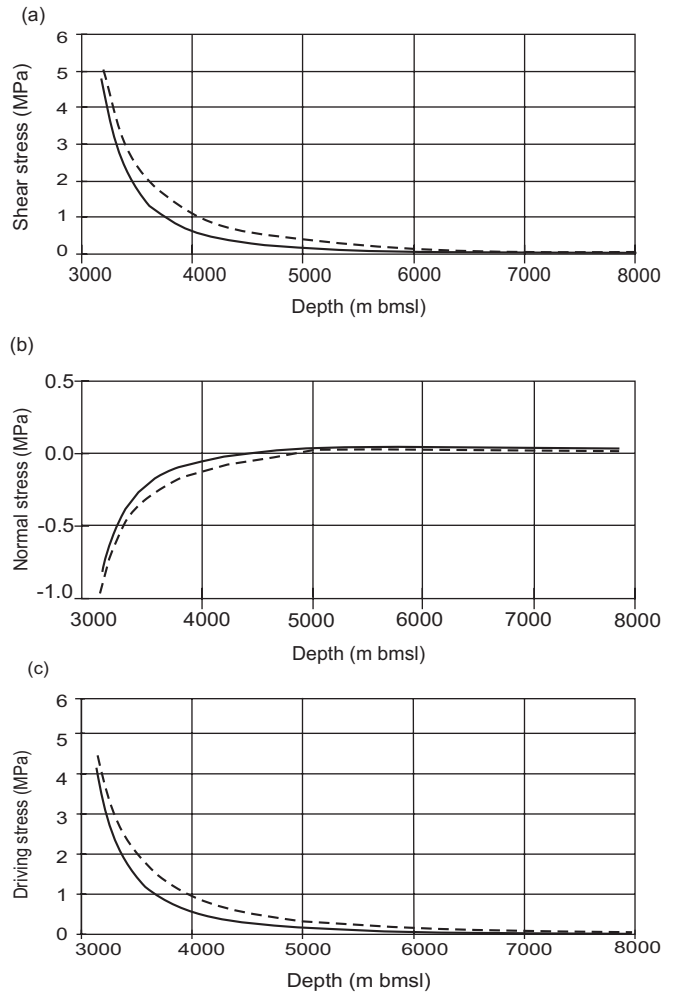 (a)
6
5
4
3
2
1
0
Shear stress (MPa)
3000 4000 5000 6000 7000 8000
Depth (m bmsl)
(b)
0.5
0.0
-0.5
-1.0
Normal stress (MPa)
3000 4000 5000 6000 7000 8000
Depth (m bmsl)
(c)
6
5
4
3
2
1
0
Driving stress (MPa)
3000 4000 5000 6000 7000 8000
Depth (m bmsl)